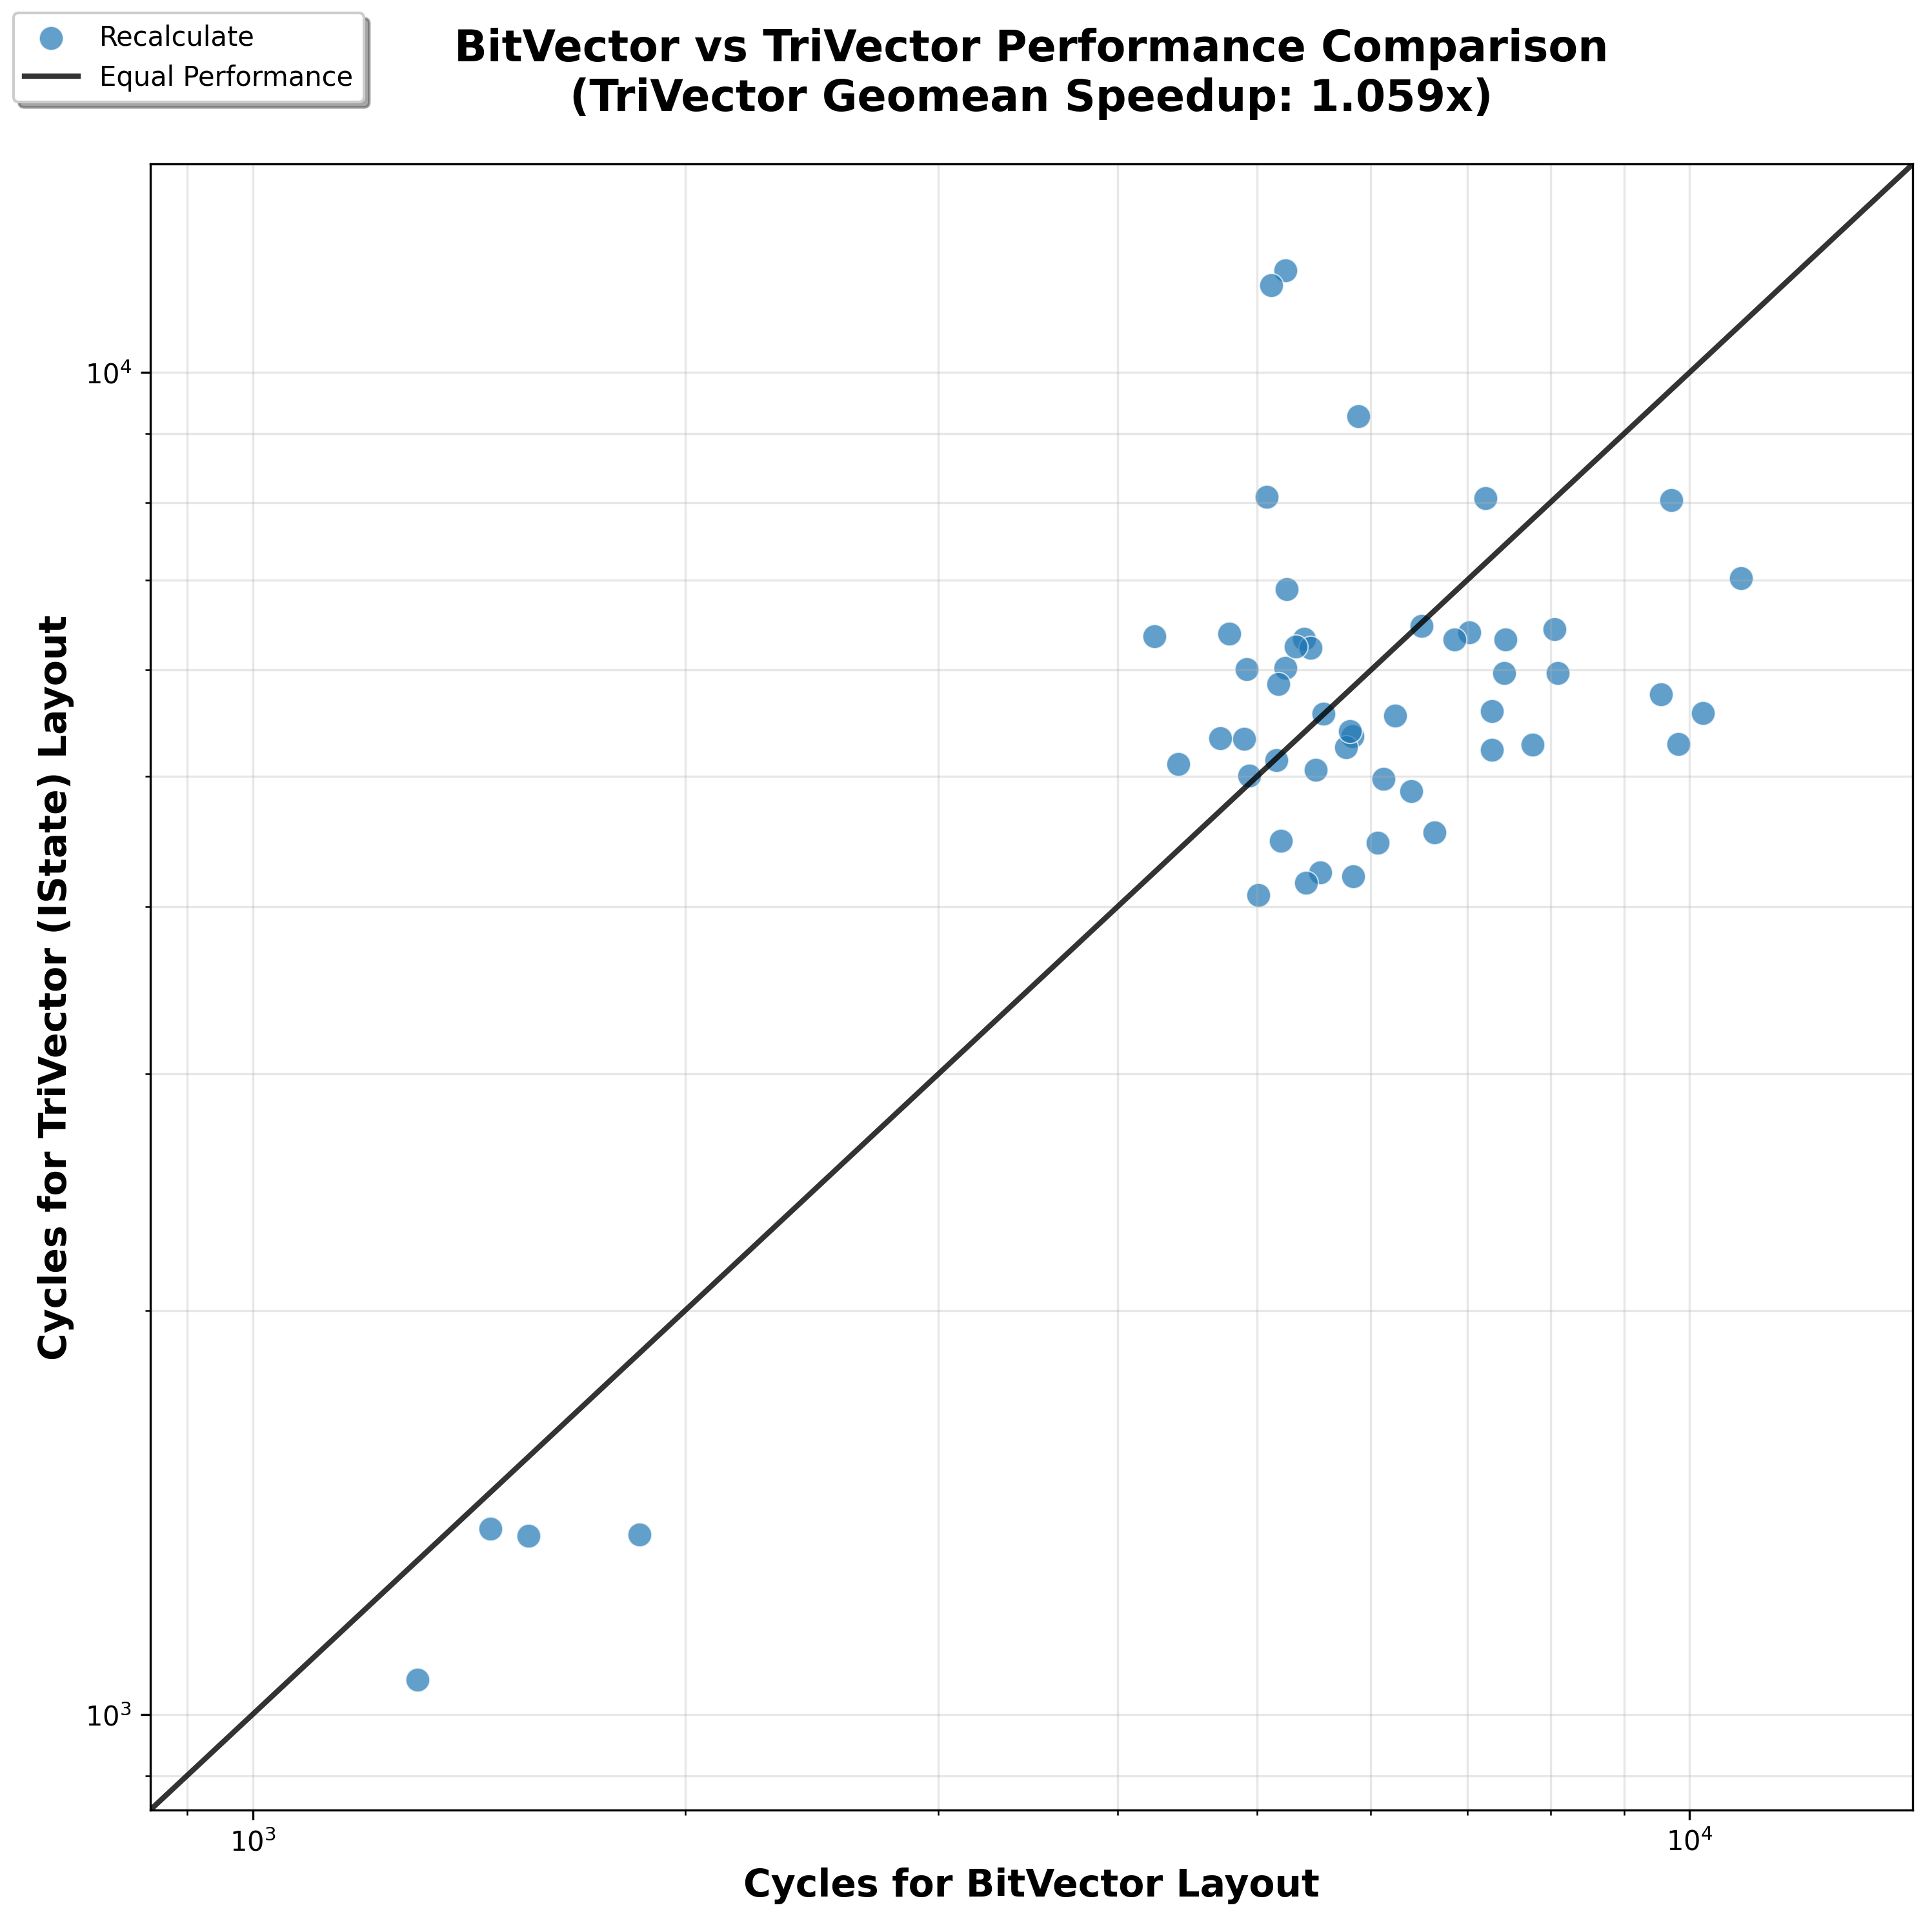 Recalculate
Equal Performance
BitVector vs TriVector Performance Comparison
(TriVector Geomean Speedup: 1.059x)
Cycles for TriVector (IState) Layout
10⁴
10³
10³
10⁴
Cycles for BitVector Layout